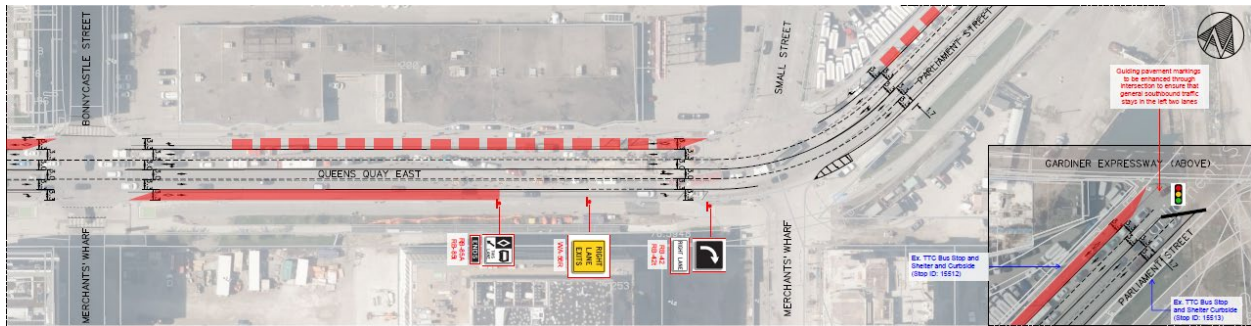 BONNYCASTLE STREET
SMALL STREET
PARLIAMENT STREET
Guiding pavement markings
to be enhanced through
intersection to ensure that
general southbound traffic
stays in the left two lanes
QUEENS QUAY EAST
GARDINER EXPRESSWAY (ABOVE)
MERCHANTS' WHARF
ENDS
RIGHT
LANE
EXITS
RIGHT LANE
MERCHANTS' WHARF
Ex. TTC Bus Stop and
Shelter and Curbside
(Stop ID: 15512)
PARLIAMENT STREET
Ex. TTC Bus Stop
and Shelter Curbside
(Stop ID: 15513)